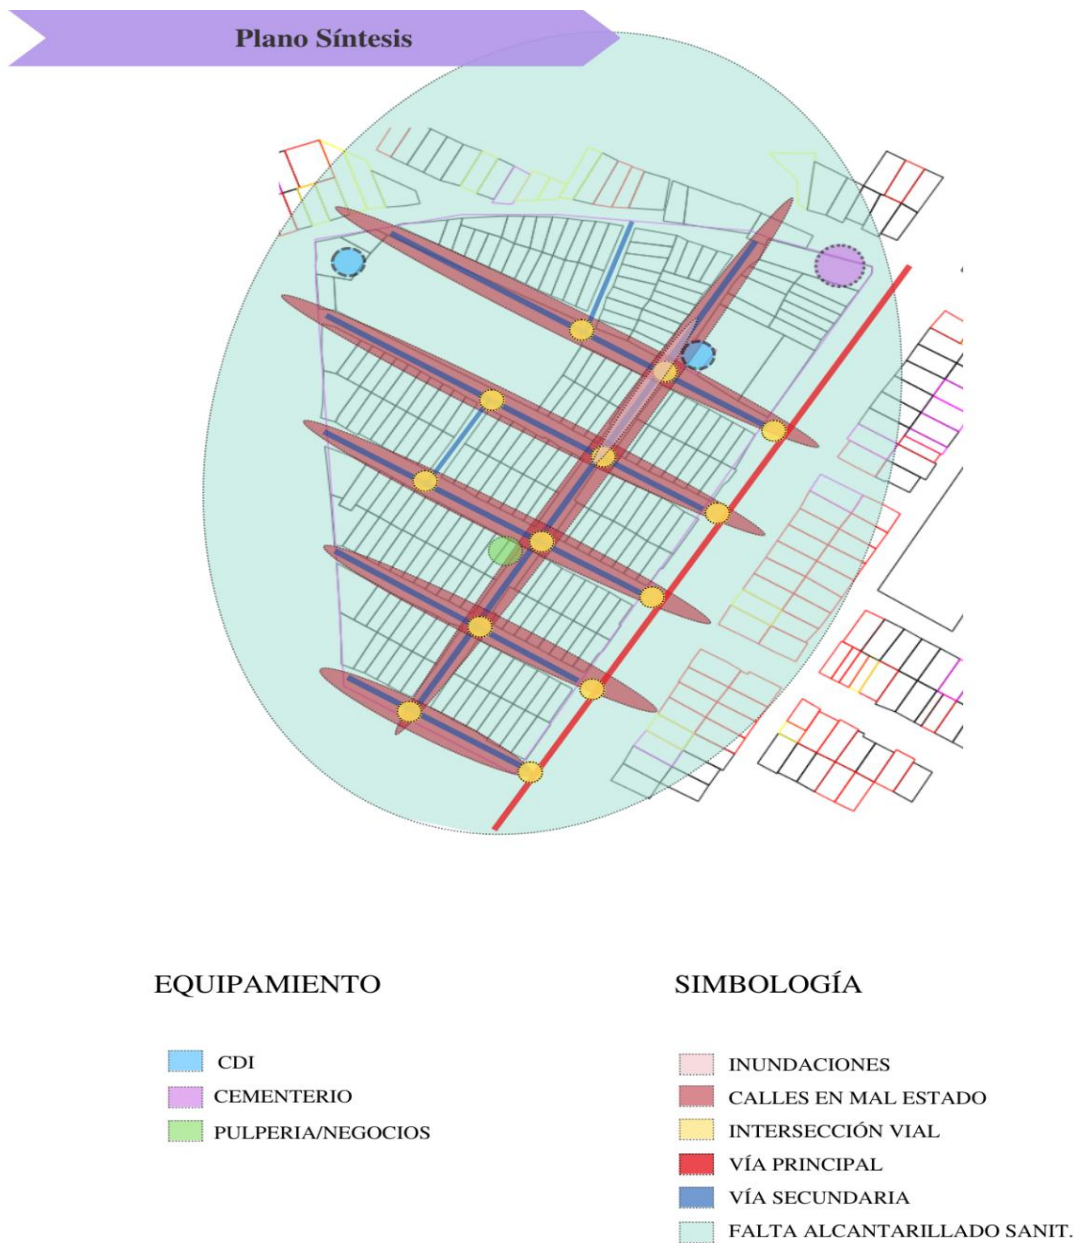 Plano Síntesis
EQUIPAMIENTO
CDI
CEMENTERIO
PULPERIA/NEGOCIOS
SIMBOLOGÍA
INUNDACIONES
CALLES EN MAL ESTADO
INTERSECCIÓN VIAL
VÍA PRINCIPAL
VÍA SECUNDARIA
FALTA ALCANTARILLADO SANIT.